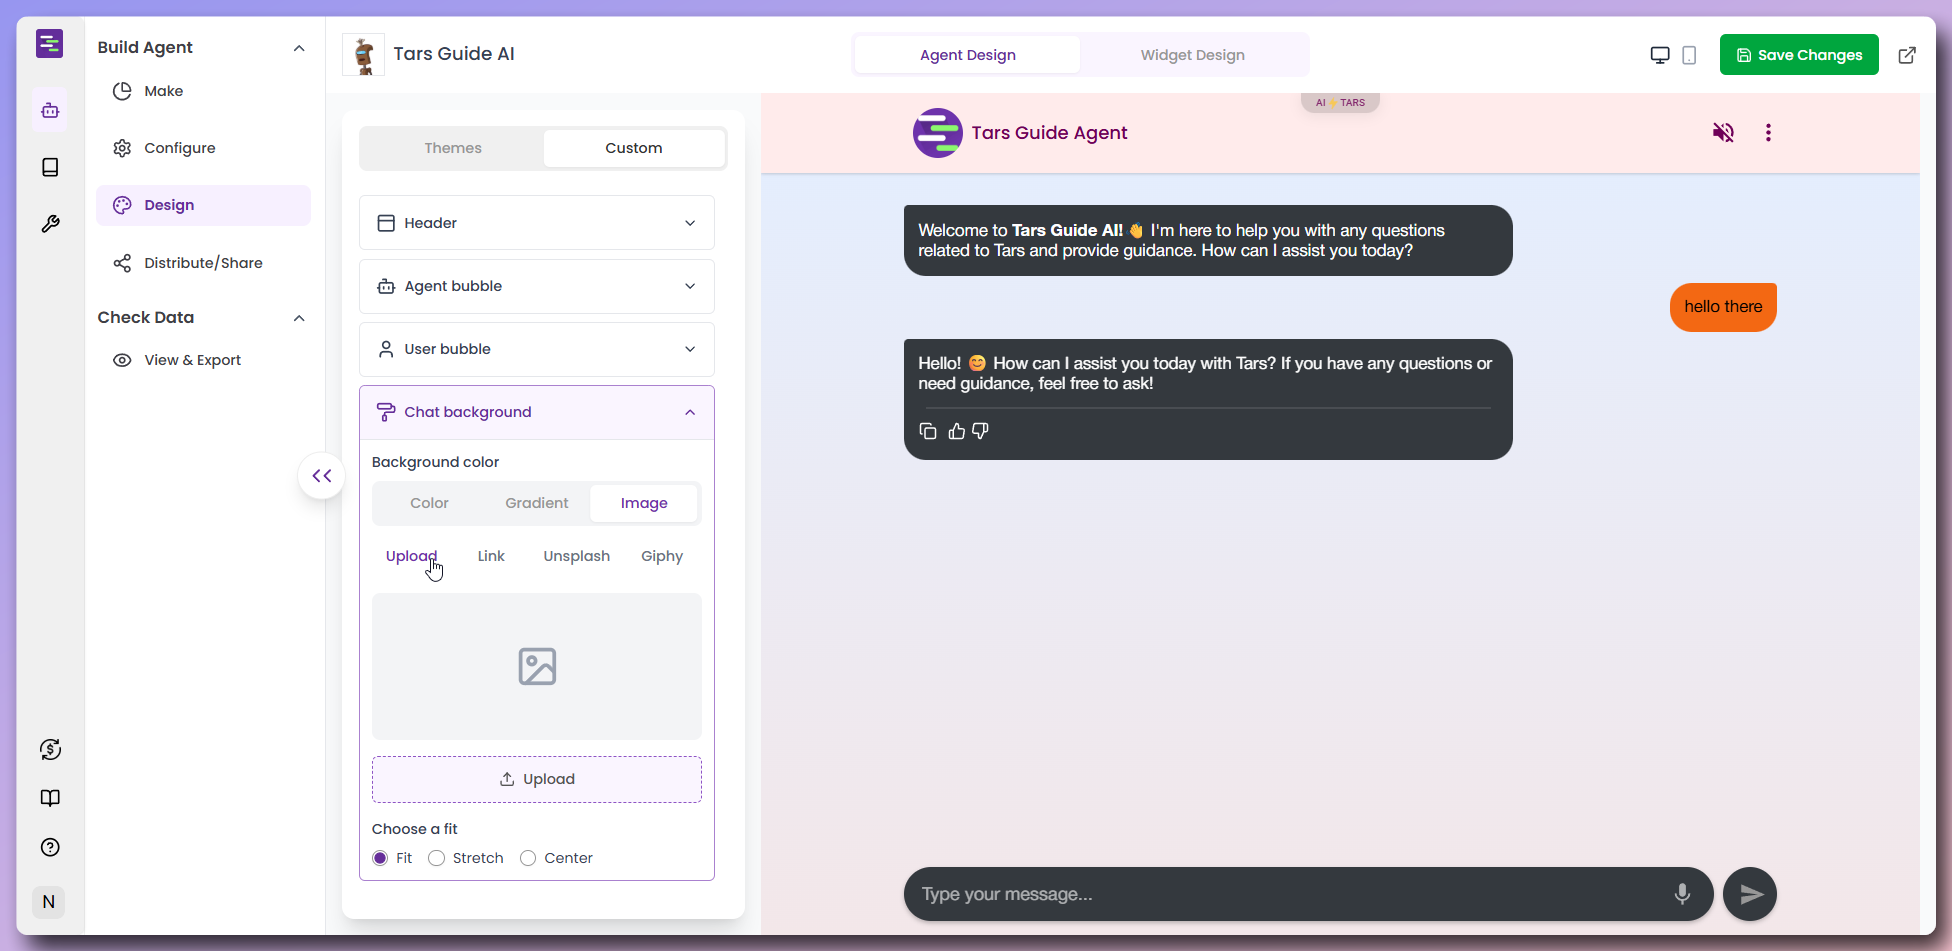 Build Agent
Make
Configure
Design
Distribute/Share
Check Data
View & Export
N
Tars Guide AI
Agent Design
Widget Design
Save Changes
Themes
Custom
Header
Agent bubble
User bubble
Chat background
Background color
Color
Gradient
Image
Upload
Link
Unsplash
Giphy
Upload
Choose a fit
Fit
Stretch
Center
AI TARS
Tars Guide Agent
Welcome to Tars Guide AI! 👋 I'm here to help you with any questions
related to Tars and provide guidance. How can I assist you today?
hello there
Hello! 😊 How can I assist you today with Tars? If you have any questions or
need guidance, feel free to ask!
Type your message...